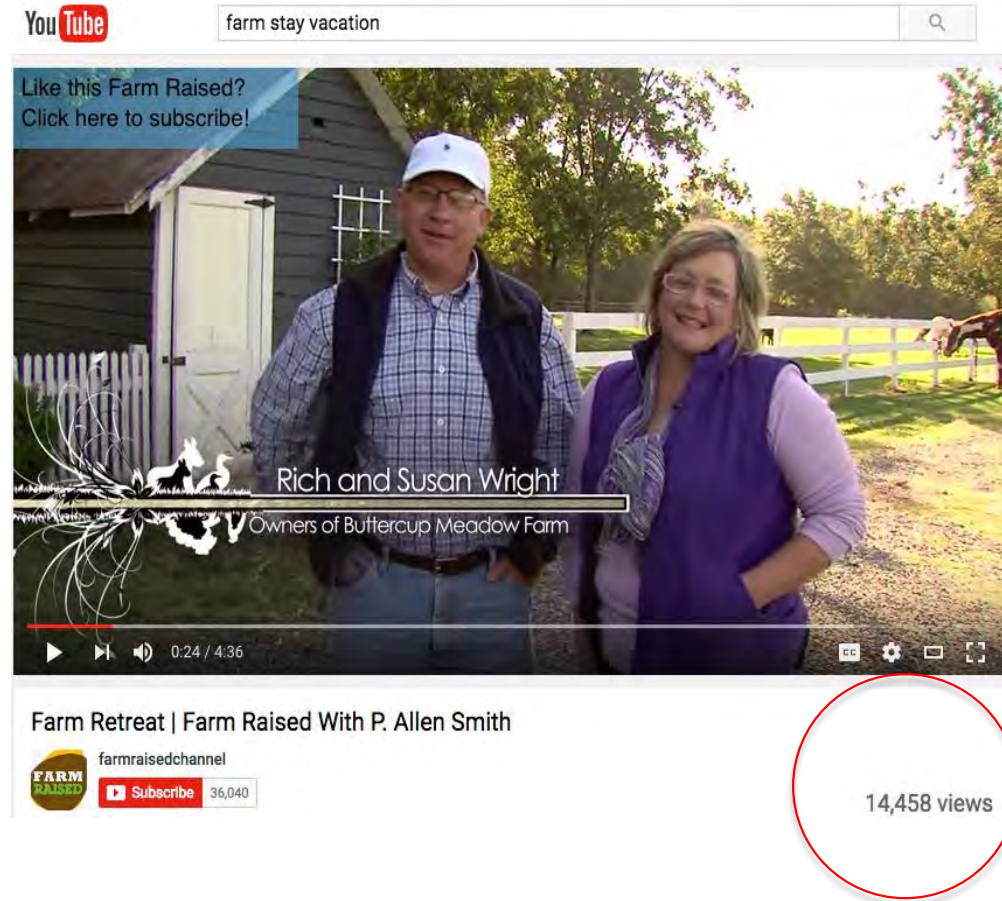 You Tube
farm stay vacation
Like this Farm Raised?
Click here to subscribe!
Rich and Susan Wright
Owners of Buttercup Meadow Farm
0:24 / 4:36
CC
Farm Retreat | Farm Raised With P. Allen Smith
farmraisedchannel
FARM
RAISED
Subscribe 36,040
14,458 views